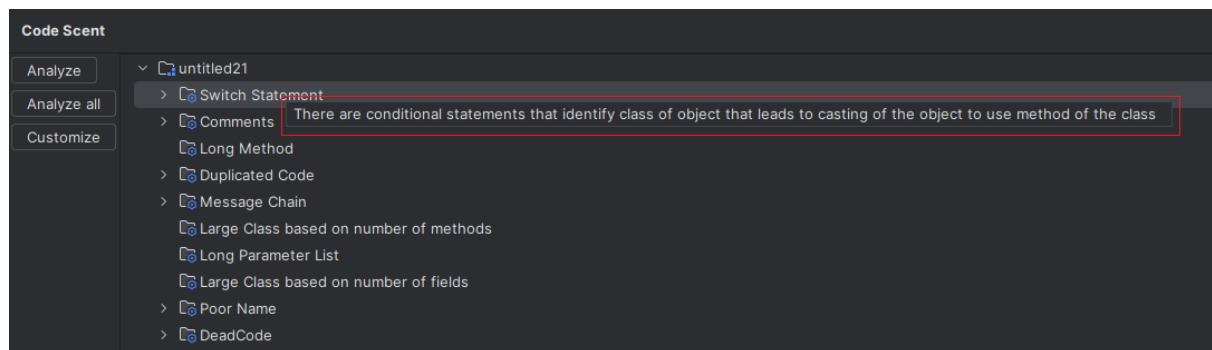 Code Scent
Analyze
Analyze all
Customize
untitled21
Switch Statement
There are conditional statements that identify class of object that leads to casting of the object to use method of the class
Comments
Long Method
Duplicated Code
Message Chain
Large Class based on number of methods
Long Parameter List
Large Class based on number of fields
Poor Name
DeadCode